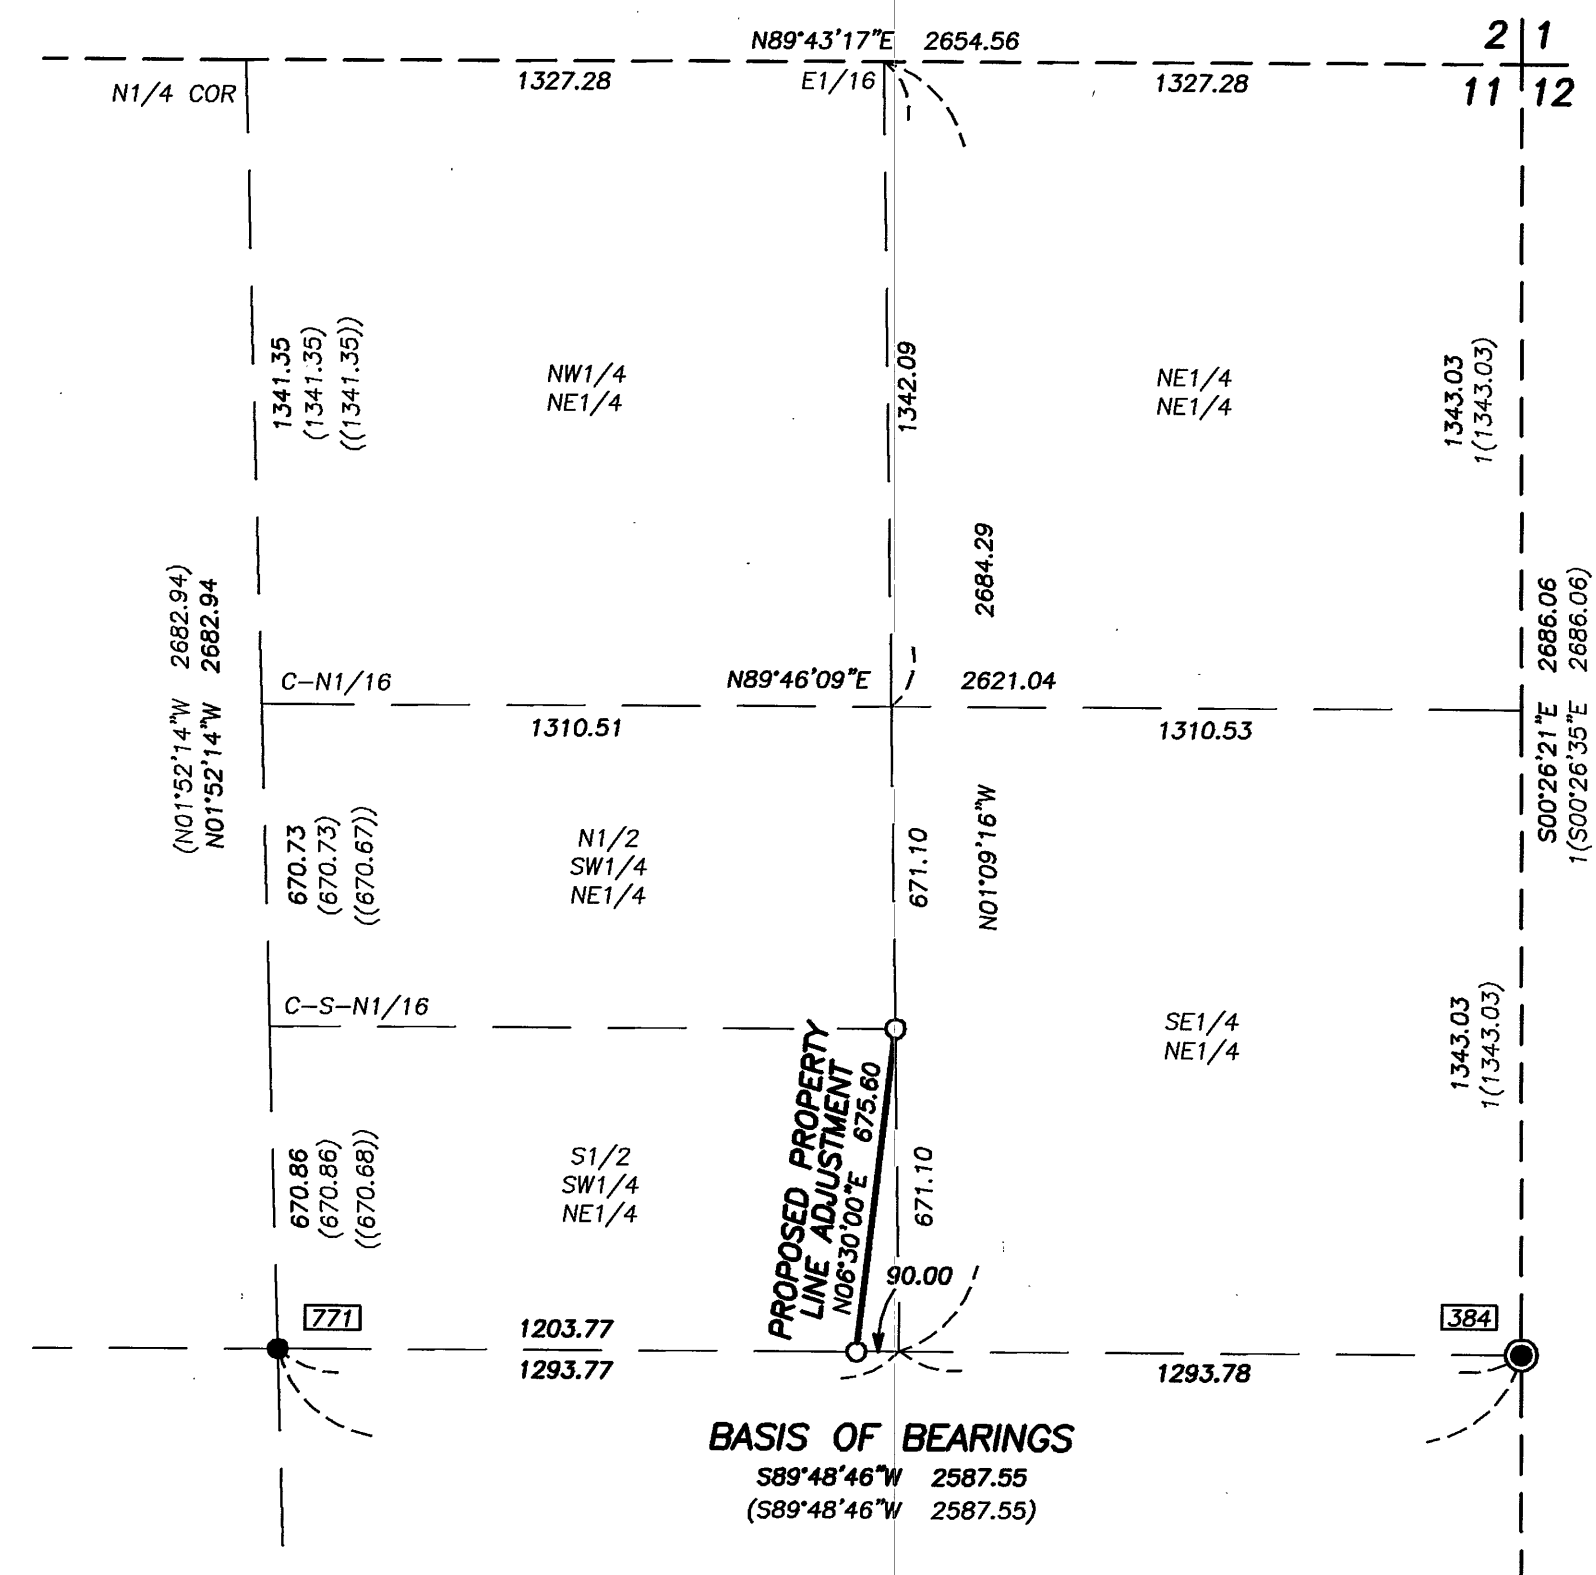 N89°43'17"E 2654.56
2 1
11 12
N1/4 COR
1327.28
E1/16
1327.28
1341.35
(1341.35)
((1341.35))
NW1/4
NE1/4
1342.09
NE1/4
NE1/4
1343.03
1(1343.03)
(N01°52'14"W 2682.94)
N01°52'14"W 2682.94
2684.29
N01°09'16"W
S00°26'21"E 2686.06
1(S00°26'35"E 2686.06)
C-N1/16
N89°46'09"E 2621.04
1310.51
1310.53
670.73
(670.73)
((670.67))
N1/2
SW1/4
NE1/4
671.10
C-S-N1/16
SE1/4
NE1/4
1343.03
1(1343.03)
670.86
(670.86)
((670.68))
S1/2
SW1/4
NE1/4
PROPOSED PROPERTY
LINE ADJUSTMENT
N06°30'00"E 675.60
671.10
90.00
771
384
1203.77
1293.77
1293.78
BASIS OF BEARINGS
S89°48'46"W 2587.55
(S89°48'46"W 2587.55)